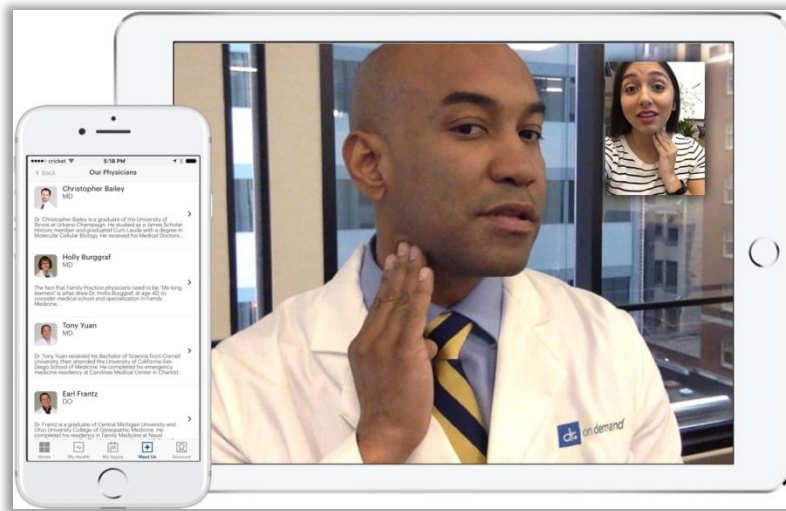 cricket 5:18 PM
Back Our Physicians
Christopher Bailey
MD
Dr. Christopher Bailey is a graduate of the University of
Illinois at Urbana Champaign. He studied as a James Scholar
Honors member and graduated Cum Laude with a degree in
Molecular Cellular Biology. He received his Medical Doctora...
Holly Burggraf
MD
The fact that Family Practice physicians need to be "life-long
learners" is what drew Dr. Holly Burggraf, at age 40, to
consider medical school and specialization in Family
Medicine...
Tony Yuan
MD
Dr. Tony Yuan received his Bachelor of Science from Cornell
University, then attended the University of California San
Diego School of Medicine. He completed his emergency
medicine residency at Carolinas Medical Center in Charlott...
Earl Frantz
DO
Dr. Frantz is a graduate of Central Michigan University and
Ohio University College of Osteopathic Medicine. He
completed his residency in Family Medicine at Naval
Home My Health My Appts Meet Us Account
dr. on demand